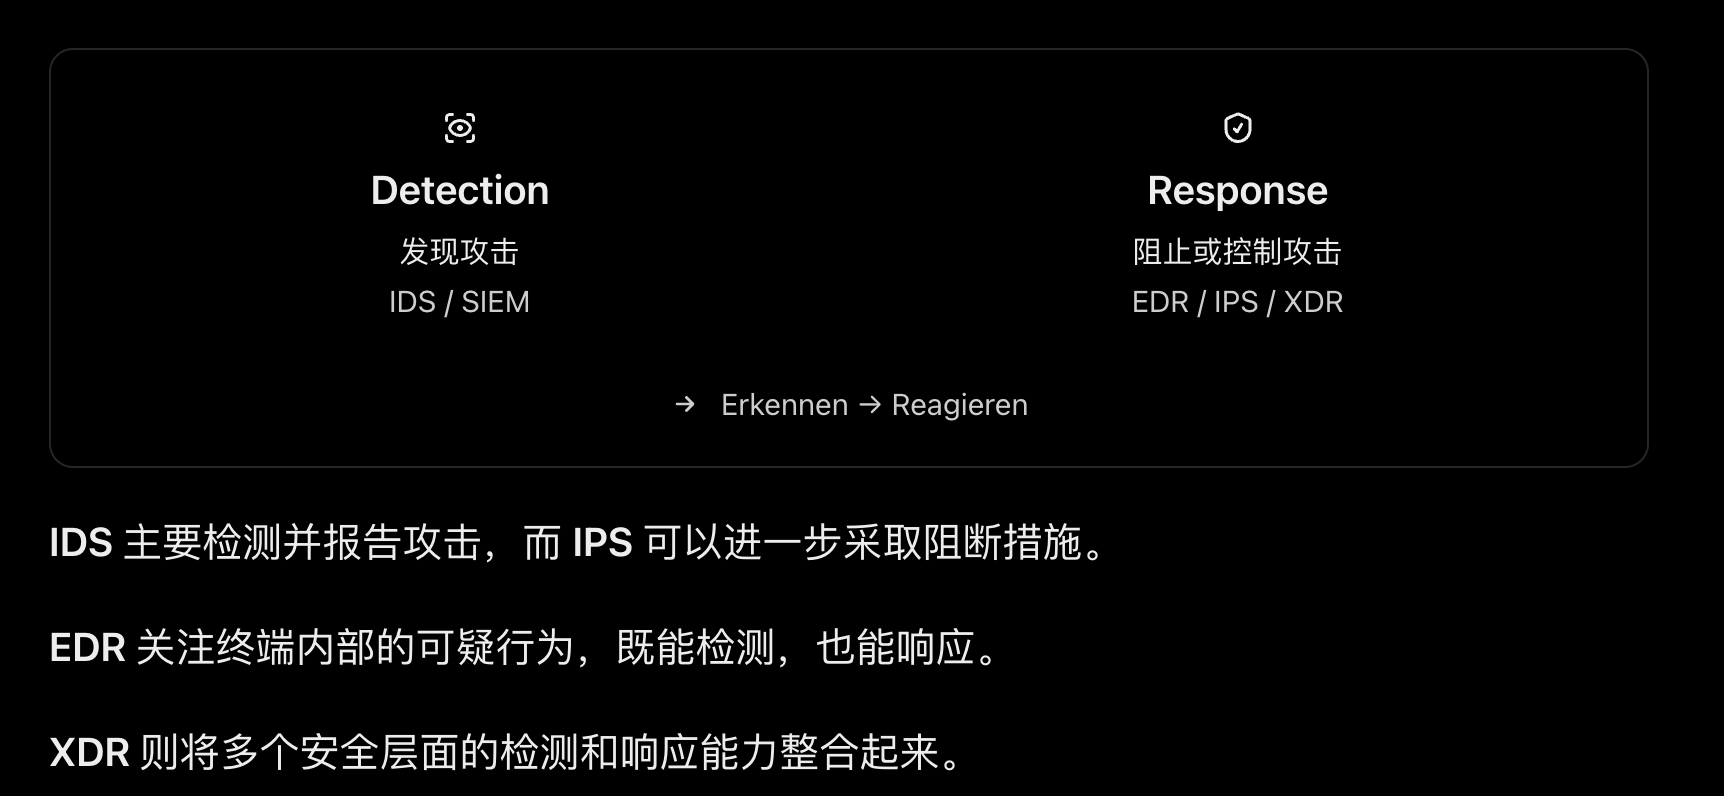 Detection
发现攻击
IDS / SIEM
Response
阻止或控制攻击
EDR / IPS / XDR
→ Erkennen → Reagieren
IDS 主要检测并报告攻击，而 IPS 可以进一步采取阻断措施。
EDR 关注终端内部的可疑行为，既能检测，也能响应。
XDR 则将多个安全层面的检测和响应能力整合起来。